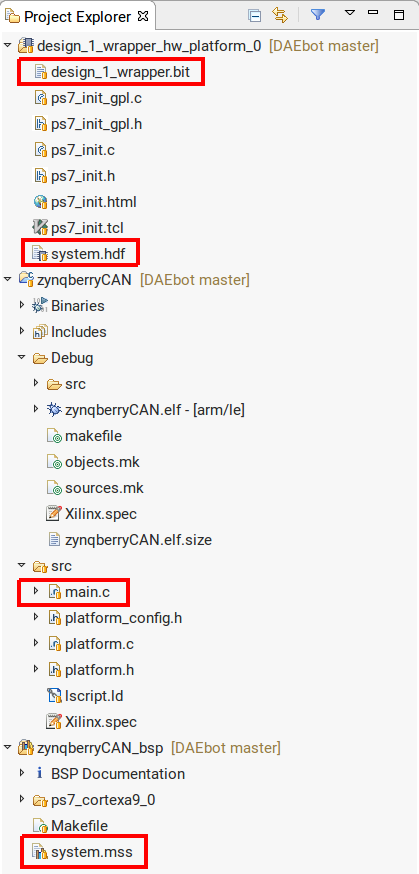 Project Explorer
design_1_wrapper_hw_platform_0 [DAEbot master]
design_1_wrapper.bit
ps7_init_gpl.c
ps7_init_gpl.h
ps7_init.c
ps7_init.h
ps7_init.html
ps7_init.tcl
system.hdf
zynqberryCAN [DAEbot master]
Binaries
Includes
Debug
src
zynqberryCAN.elf - [arm/le]
makefile
objects.mk
sources.mk
Xilinx.spec
zynqberryCAN.elf.size
src
main.c
platform_config.h
platform.c
platform.h
lscript.ld
Xilinx.spec
zynqberryCAN_bsp [DAEbot master]
BSP Documentation
ps7_cortexa9_0
Makefile
system.mss